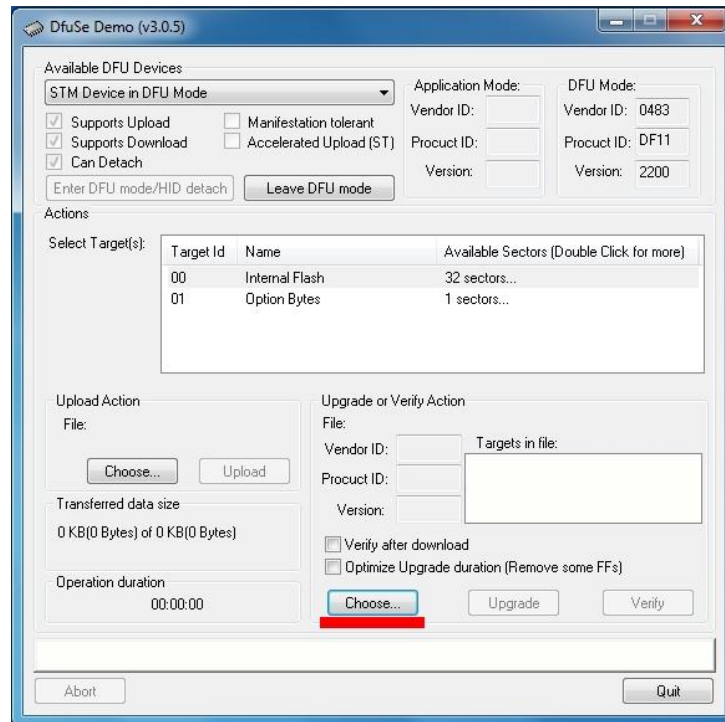 DfuSe Demo (v3.0.5)
Available DFU Devices
STM Device in DFU Mode
Supports Upload
Manifestation tolerant
Supports Download
Accelerated Upload (ST)
Can Detach
Enter DFU mode/HID detach
Leave DFU mode
Application Mode:
Vendor ID:
Procuct ID:
Version:
DFU Mode:
Vendor ID: 0483
Procuct ID: DF11
Version: 2200
Actions
Select Target(s):
Target Id Name Available Sectors (Double Click for more)
00 Internal Flash 32 sectors...
01 Option Bytes 1 sectors...
Upload Action
File:
Choose... Upload
Transferred data size
0 KB(0 Bytes) of 0 KB(0 Bytes)
Operation duration
00:00:00
Upgrade or Verify Action
File:
Vendor ID:
Procuct ID:
Version:
Targets in file:
Verify after download
Optimize Upgrade duration (Remove some FFs)
Choose... Upgrade Verify
Abort Quit